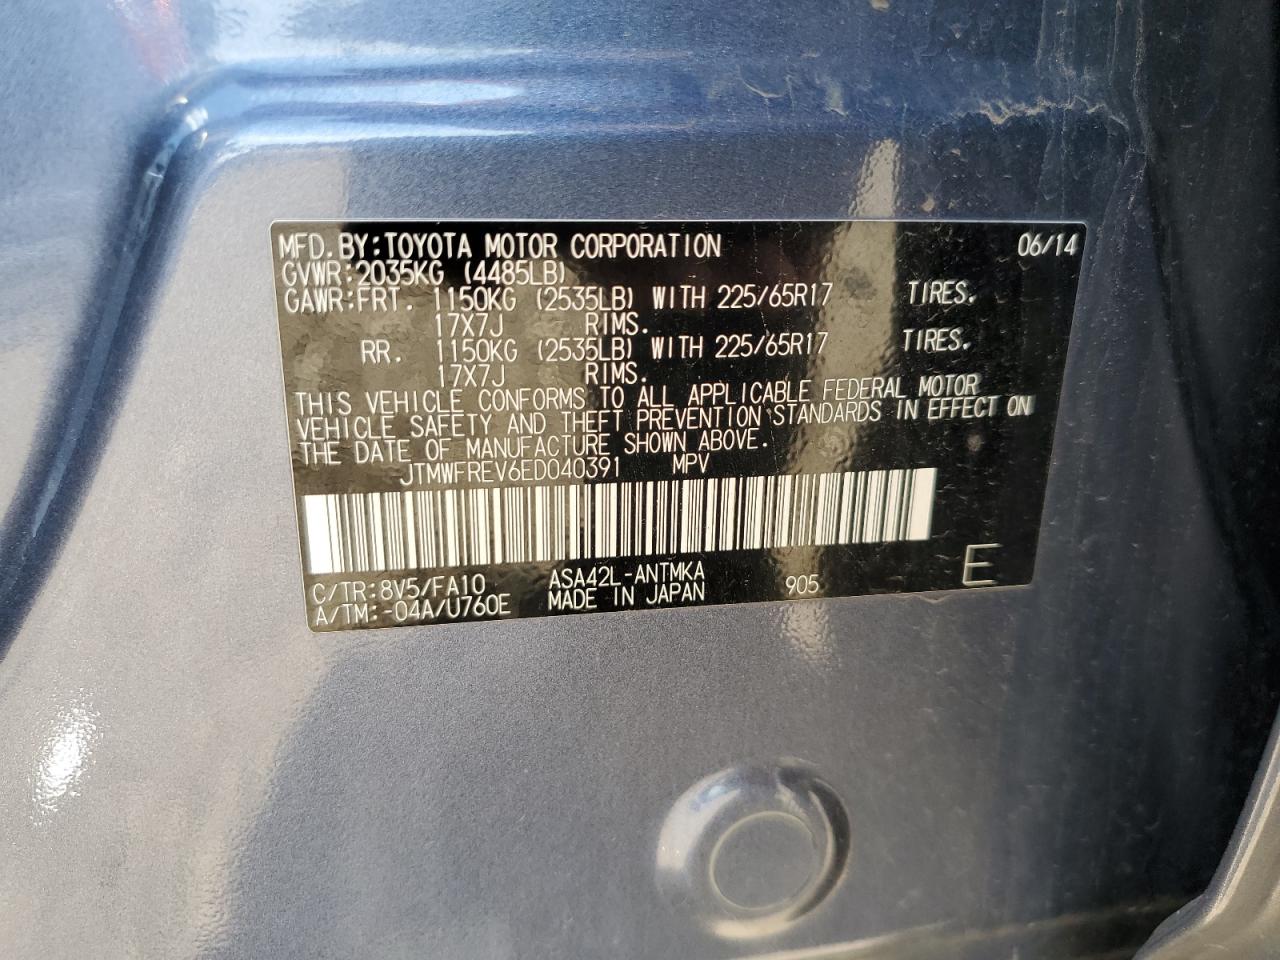 MFD. BY: TOYOTA MOTOR CORPORATION 06/14
GVWR: 2035KG (4485LB)
GAWR: FRT. 1150KG (2535LB) WITH 225/65R17 TIRES.
17X7J RIMS.
RR. 1150KG (2535LB) WITH 225/65R17 TIRES.
17X7J RIMS.
THIS VEHICLE CONFORMS TO ALL APPLICABLE FEDERAL MOTOR
VEHICLE SAFETY AND THEFT PREVENTION STANDARDS IN EFFECT ON
THE DATE OF MANUFACTURE SHOWN ABOVE.
JTMWFREV6ED040391 MPV
C/TR: 8V5/FA10 ASA42L-ANTMKA 905 E
A/TM: -04A/U760E MADE IN JAPAN